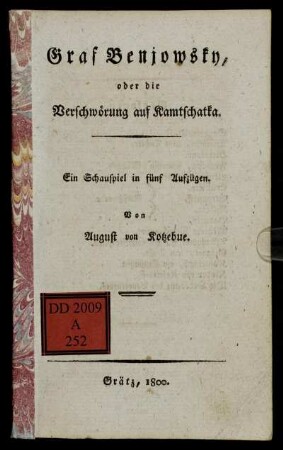 Graf Benjowsky,
oder die
Verschwörung auf Kamtschatka.
Ein Schauspiel in fünf Aufzügen.
Von
August von Kotzebue.
DD 2009
A
252
Grätz, 1800.